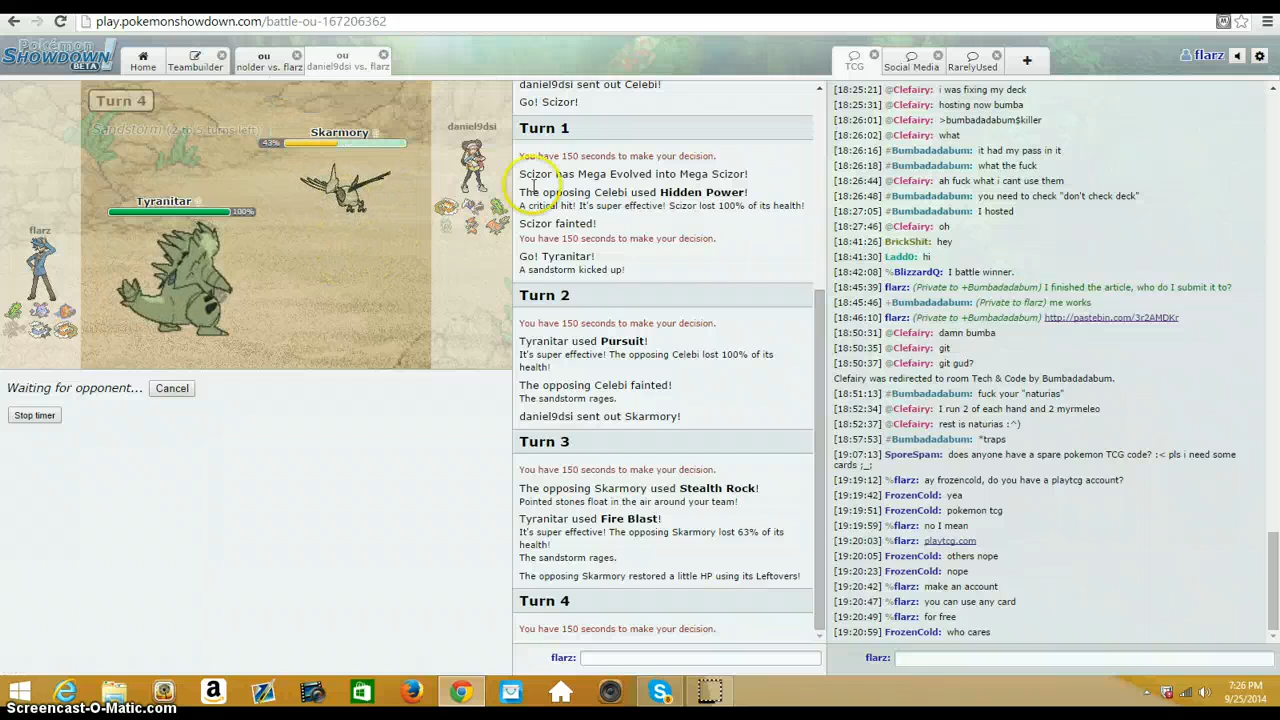 play.pokemonshowdown.com/battle-ou-167206362
Pokémon
SHOWDOWN
BETA
Home
Teambuilder
ou
nolder vs. flarz
ou
daniel9dsi vs. flarz
TCG
Social Media
RarelyUsed
+
flarz
Turn 4
Sandstorm (2 to 5 turns left)
Skarmory
43%
Tyranitar
100%
flarz
daniel9dsi
Waiting for opponent... Cancel
Stop timer
daniel9dsi sent out Celebi!
Go! Scizor!
Turn 1
You have 150 seconds to make your decision.
Scizor has Mega Evolved into Mega Scizor!
The opposing Celebi used Hidden Power!
A critical hit! It's super effective! Scizor lost 100% of its health!
Scizor fainted!
You have 150 seconds to make your decision.
Go! Tyranitar!
A sandstorm kicked up!
Turn 2
You have 150 seconds to make your decision.
Tyranitar used Pursuit!
It's super effective! The opposing Celebi lost 100% of its
health!
The opposing Celebi fainted!
The sandstorm rages.
daniel9dsi sent out Skarmory!
Turn 3
You have 150 seconds to make your decision.
The opposing Skarmory used Stealth Rock!
Pointed stones float in the air around your team!
Tyranitar used Fire Blast!
It's super effective! The opposing Skarmory lost 63% of its
health!
The sandstorm rages.
The opposing Skarmory restored a little HP using its Leftovers!
Turn 4
You have 150 seconds to make your decision.
flarz:
[18:25:21] @Clefairy: i was fixing my deck
[18:25:31] @Clefairy: hosting now bumba
[18:26:01] @Clefairy: >bumbadadabum$killer
[18:26:02] @Clefairy: what
[18:26:16] #Bumbadadabum: it had my pass in it
[18:26:18] #Bumbadadabum: what the fuck
[18:26:44] @Clefairy: ah fuck what i cant use them
[18:26:48] #Bumbadadabum: you need to check "don't check deck"
[18:27:05] #Bumbadadabum: I hosted
[18:27:46] @Clefairy: oh
[18:41:26] BrickShit: hey
[18:41:30] Ladd0: hi
[18:42:08] %BlizzardQ: I battle winner.
[18:45:39] flarz: (Private to +Bumbadadabum) I finished the article, who do I submit it to?
[18:45:46] +Bumbadadabum: (Private to flarz) me works
[18:46:10] flarz: (Private to +Bumbadadabum) http://pastebin.com/3r2AMDKr
[18:50:31] @Clefairy: damn bumba
[18:50:35] @Clefairy: git
[18:50:37] @Clefairy: git gud?
Clefairy was redirected to room Tech & Code by Bumbadadabum.
[18:51:13] #Bumbadadabum: fuck your "naturias"
[18:52:34] @Clefairy: I run 2 of each hand and 2 myrmeleo
[18:52:37] @Clefairy: rest is naturias :^)
[18:57:53] #Bumbadadabum: *traps
[19:07:13] SporeSpam: does anyone have a spare pokemon TCG code? :< pls i need some
cards ;_;
[19:19:12] %flarz: ay frozencold, do you have a playtcg account?
[19:19:42] FrozenCold: yea
[19:19:51] FrozenCold: pokemon tcg
[19:19:59] %flarz: no I mean
[19:20:03] %flarz: playtcg.com
[19:20:05] FrozenCold: others nope
[19:20:23] FrozenCold: nope
[19:20:42] %flarz: make an account
[19:20:47] %flarz: you can use any card
[19:20:49] %flarz: for free
[19:20:59] FrozenCold: who cares
flarz:
7:26 PM
9/25/2014
Screencast-O-Matic.com